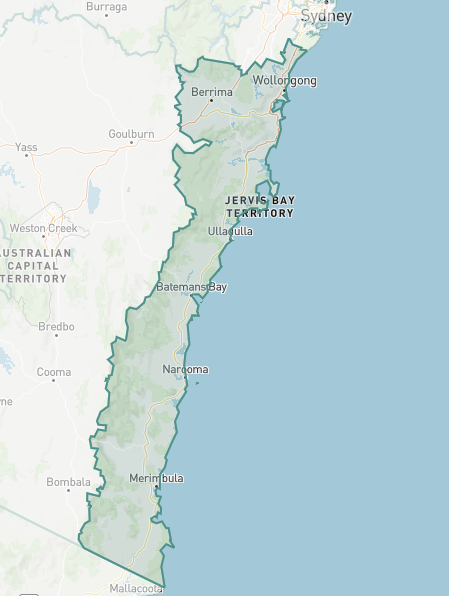 Burraga
Sydney
Wollongong
Berrima
Goulburn
Yass
JERVIS BAY
TERRITORY
Weston Creek
Ulladulla
AUSTRALIAN
CAPITAL
TERRITORY
Batemans Bay
Bredbo
Narooma
Cooma
Merimbula
Bombala
Mallacoota